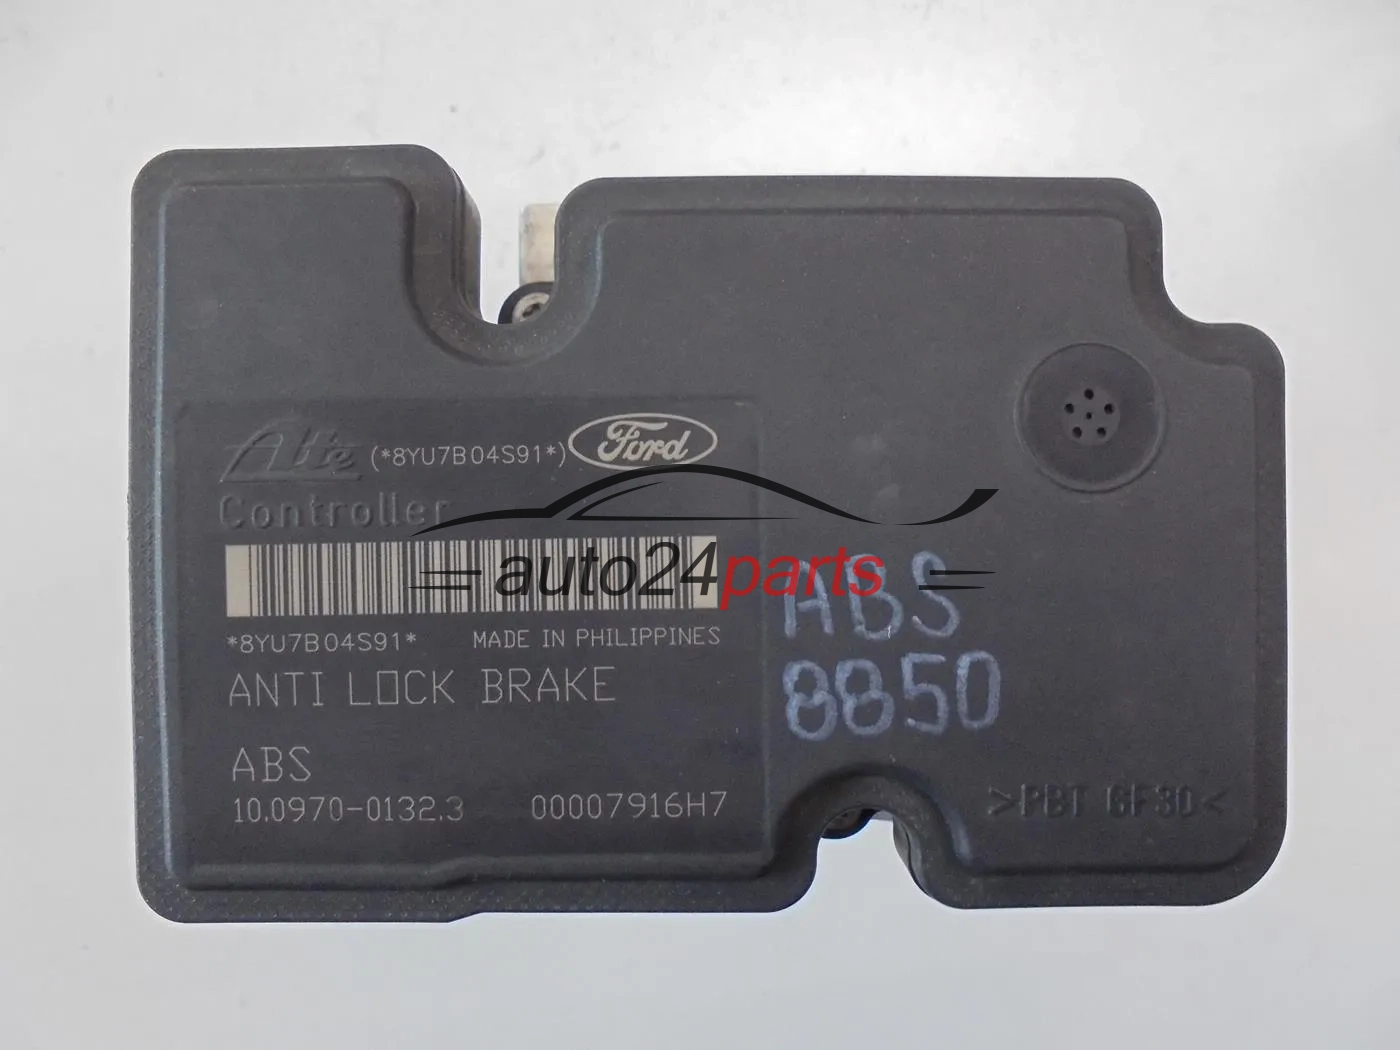 Ate (*8YU7B04S91*) Ford
Controller
auto24parts
*8YU7B04S91* MADE IN PHILIPPINES
ANTI LOCK BRAKE
ABS
10.0970-0132.3 00007916H7
ABS
8850
>PBT GF30<